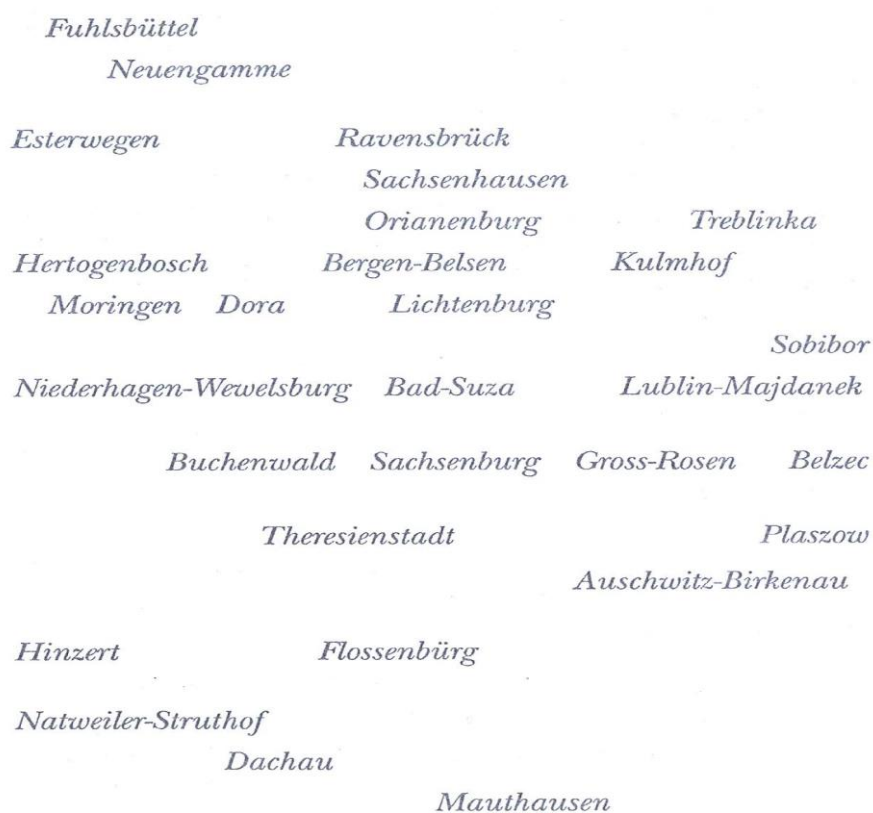 Fuhlsbüttel
Neuengamme
Esterwegen Ravensbrück
Sachsenhausen
Orianenburg Treblinka
Hertogenbosch Bergen-Belsen Kulmhof
Moringen Dora Lichtenburg
Sobibor
Niederhagen-Wewelsburg Bad-Suza Lublin-Majdanek
Buchenwald Sachsenburg Gross-Rosen Belzec
Theresienstadt Plaszow
Auschwitz-Birkenau
Hinzert Flossenbürg
Natweiler-Struthof
Dachau
Mauthausen